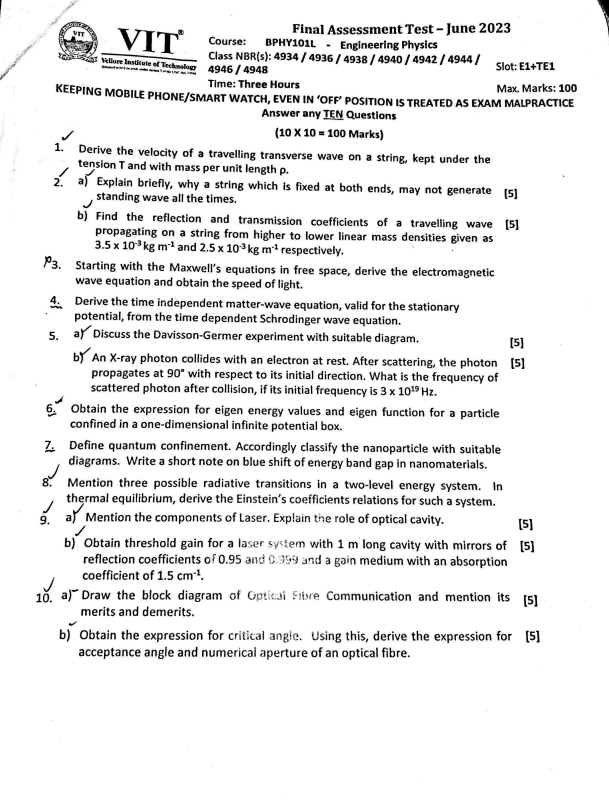 VIT®
Vellore Institute of Technology
Final Assessment Test – June 2023
Course: BPHY101L - Engineering Physics
Class NBR(s): 4934 / 4936 / 4938 / 4940 / 4942 / 4944 /
4946 / 4948
Slot: E1+TE1
Time: Three Hours
Max. Marks: 100
KEEPING MOBILE PHONE/SMART WATCH, EVEN IN 'OFF' POSITION IS TREATED AS EXAM MALPRACTICE
Answer any TEN Questions
(10 X 10 = 100 Marks)
1. Derive the velocity of a travelling transverse wave on a string, kept under the
tension T and with mass per unit length ρ.
2. a) Explain briefly, why a string which is fixed at both ends, may not generate [5]
standing wave all the times.
b) Find the reflection and transmission coefficients of a travelling wave [5]
propagating on a string from higher to lower linear mass densities given as
3.5 x 10⁻³ kg m⁻¹ and 2.5 x 10⁻³ kg m⁻¹ respectively.
3. Starting with the Maxwell's equations in free space, derive the electromagnetic
wave equation and obtain the speed of light.
4. Derive the time independent matter-wave equation, valid for the stationary
potential, from the time dependent Schrodinger wave equation.
5. a) Discuss the Davisson-Germer experiment with suitable diagram. [5]
b) An X-ray photon collides with an electron at rest. After scattering, the photon [5]
propagates at 90° with respect to its initial direction. What is the frequency of
scattered photon after collision, if its initial frequency is 3 x 10¹⁹ Hz.
6. Obtain the expression for eigen energy values and eigen function for a particle
confined in a one-dimensional infinite potential box.
7. Define quantum confinement. Accordingly classify the nanoparticle with suitable
diagrams. Write a short note on blue shift of energy band gap in nanomaterials.
8. Mention three possible radiative transitions in a two-level energy system. In
thermal equilibrium, derive the Einstein's coefficients relations for such a system.
9. a) Mention the components of Laser. Explain the role of optical cavity. [5]
b) Obtain threshold gain for a laser system with 1 m long cavity with mirrors of [5]
reflection coefficients of 0.95 and 0.999 and a gain medium with an absorption
coefficient of 1.5 cm⁻¹.
10. a) Draw the block diagram of Optical Fibre Communication and mention its [5]
merits and demerits.
b) Obtain the expression for critical angle. Using this, derive the expression for [5]
acceptance angle and numerical aperture of an optical fibre.